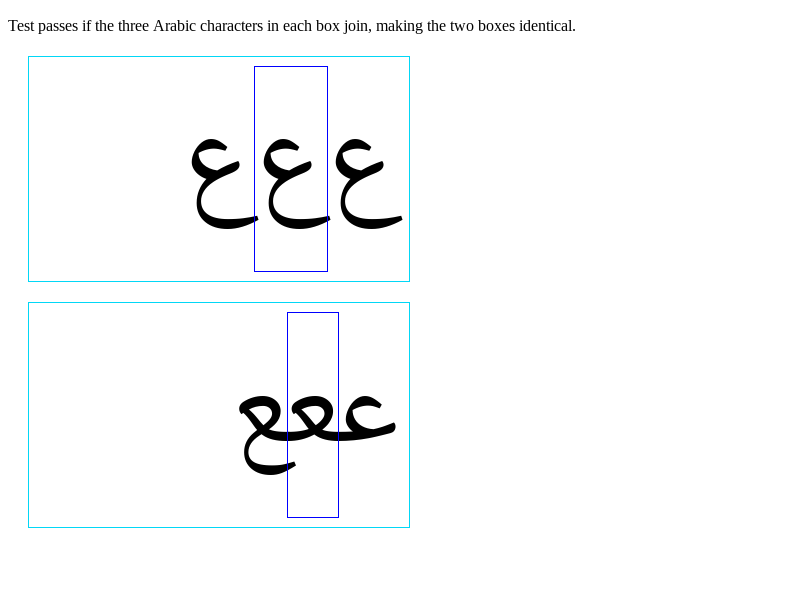 Test passes if the three Arabic characters in each box join, making the two boxes identical.
ع‌ع‌ع
ععع